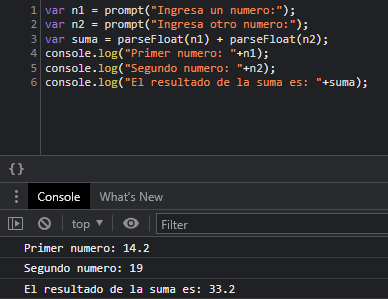 1 var n1 = prompt("Ingresa un numero:");
2 var n2 = prompt("Ingresa otro numero:");
3 var suma = parseFloat(n1) + parseFloat(n2);
4 console.log("Primer numero: "+n1);
5 console.log("Segundo numero: "+n2);
6 console.log("El resultado de la suma es: "+suma);
{}
Console What's New
top Filter
Primer numero: 14.2
Segundo numero: 19
El resultado de la suma es: 33.2